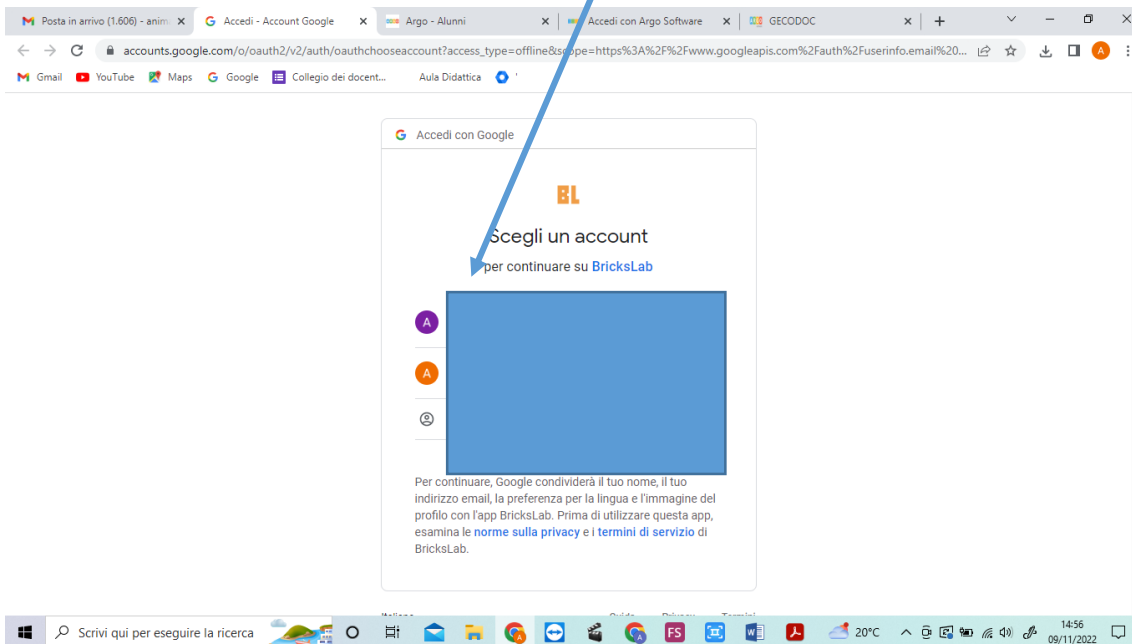 Posta in arrivo (1.606) - anim
Accedi - Account Google
Argo - Alunni
Accedi con Argo Software
GECODOC
accounts.google.com/o/oauth2/v2/auth/oauthchooseaccount?access_type=offline&scope=https%3A%2F%2Fwww.googleapis.com%2Fauth%2Fuserinfo.email%20...
A
Gmail
YouTube
Maps
Google
Collegio dei docent...
Aula Didattica
Accedi con Google
BL
Scegli un account
per continuare su BricksLab
A
A
Per continuare, Google condividerà il tuo nome, il tuo
indirizzo email, la preferenza per la lingua e l'immagine del
profilo con l'app BricksLab. Prima di utilizzare questa app,
esamina le norme sulla privacy e i termini di servizio di
BricksLab.
Scrivi qui per eseguire la ricerca
FS
20°C
14:56
09/11/2022